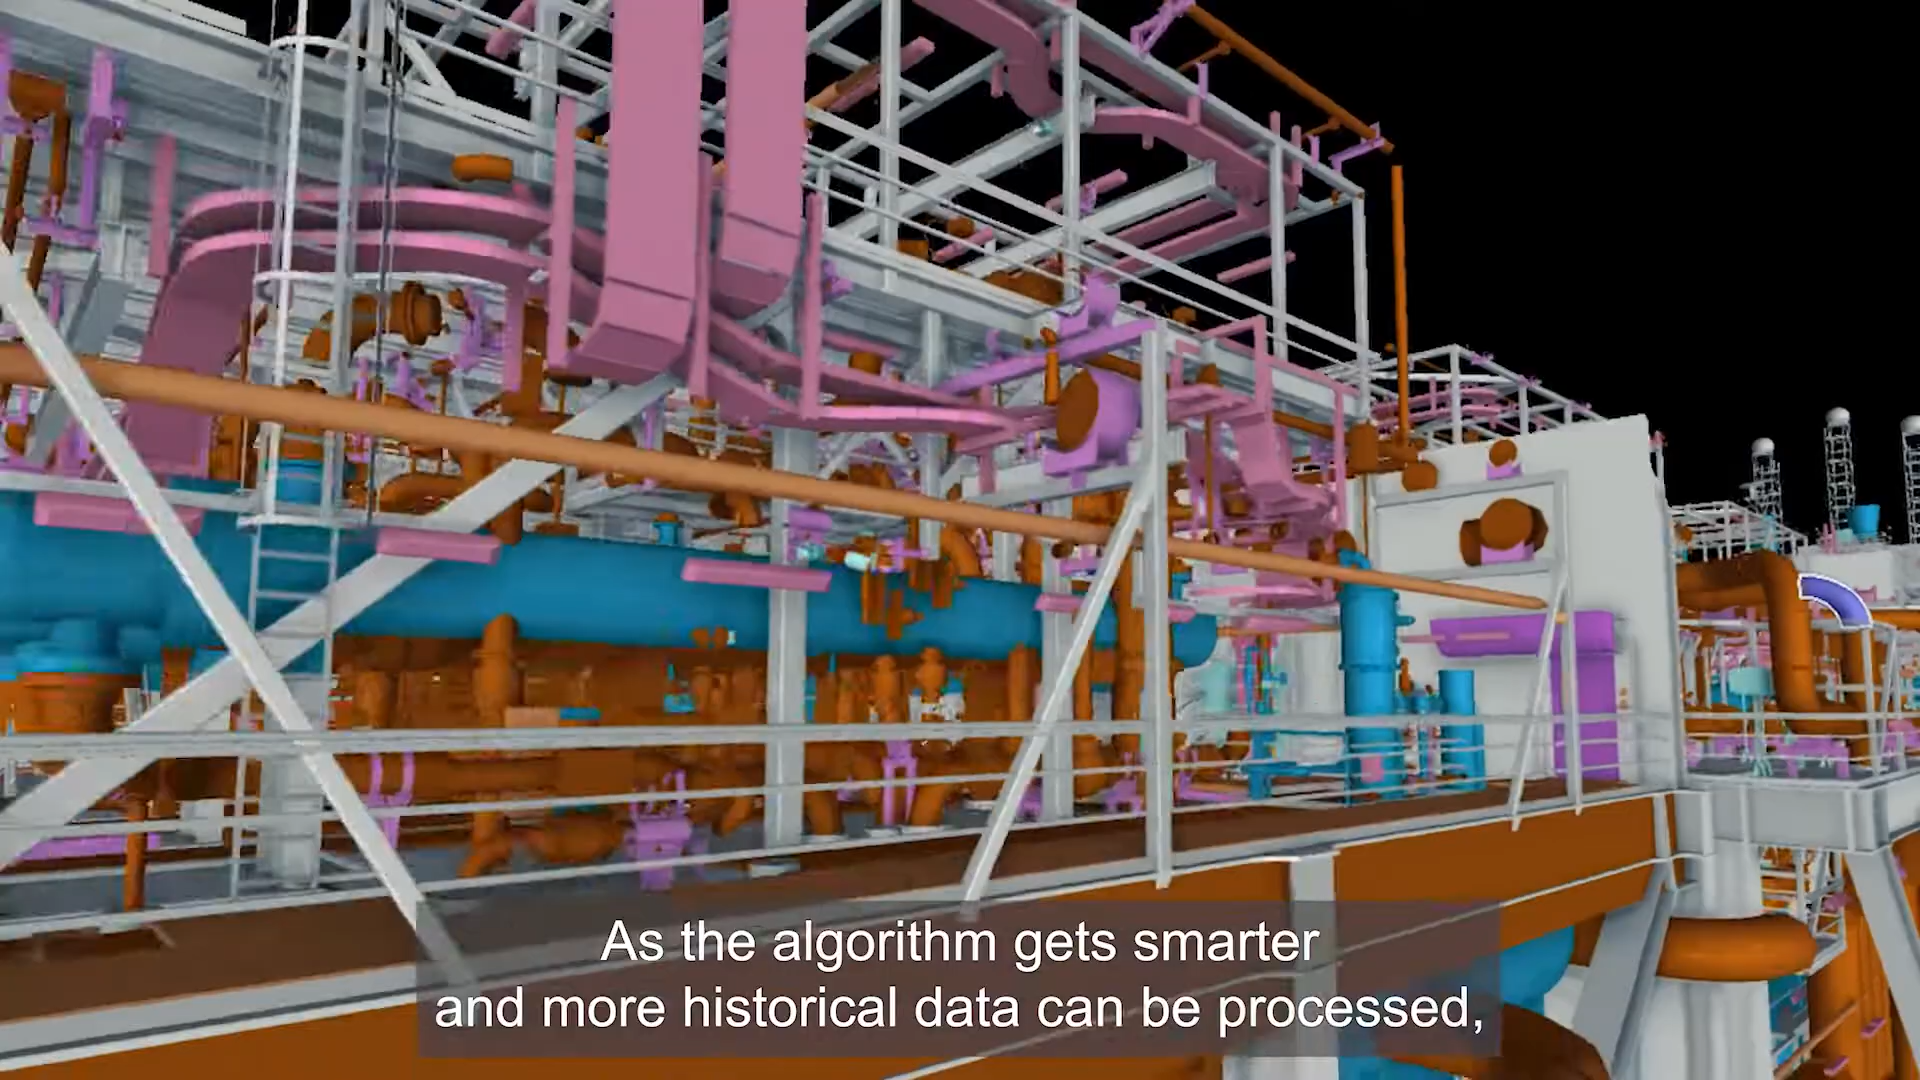 As the algorithm gets smarter
and more historical data can be processed,